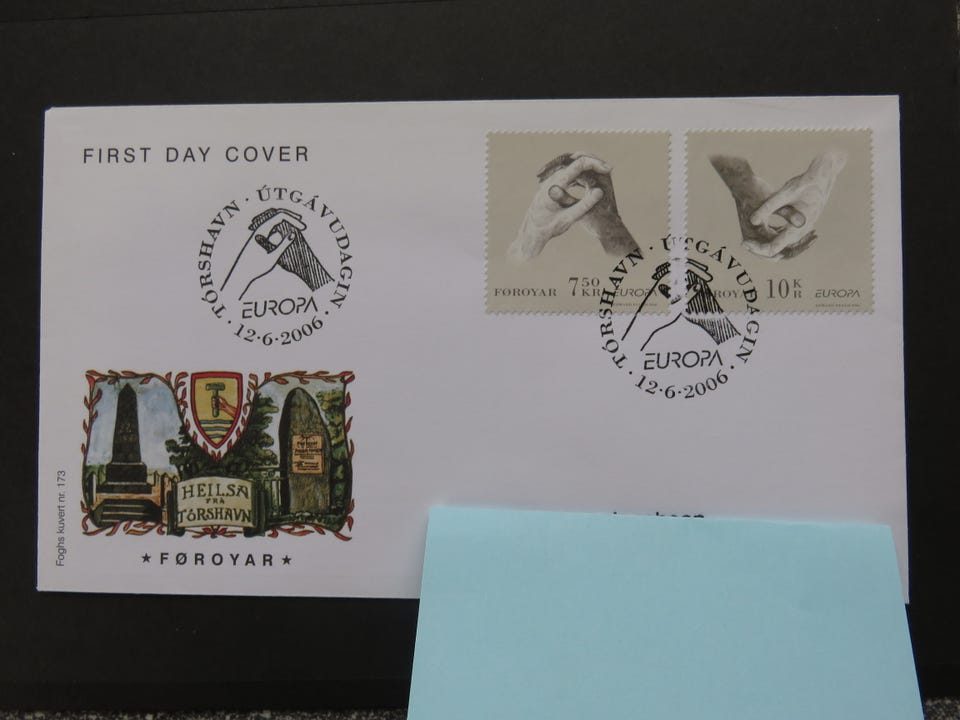 FIRST DAY COVER
TÓRSHAVN · ÚTGÁVUDAGIN ·
EUROPA
12·6·2006
FØROYAR 7 50 KR EUROPA
10 KR EUROPA
TÓRSHAVN · ÚTGÁVUDAGIN ·
EUROPA
12·6·2006
HEILSA
FRÁ
TÓRSHAVN
★ FØROYAR ★
Foghs kuvert nr. 173